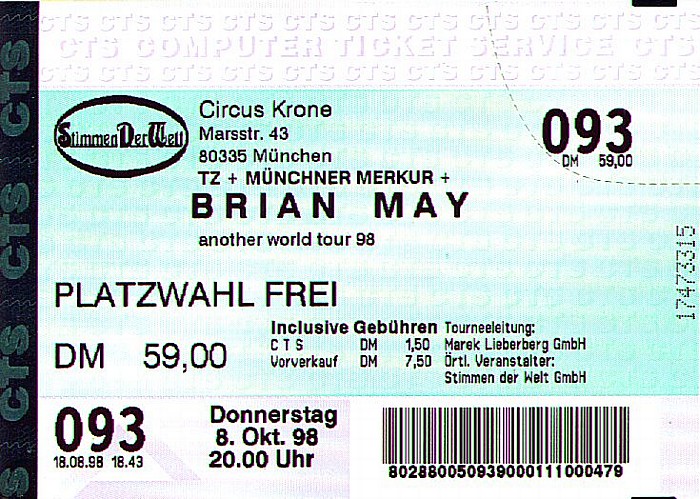 CTS CTS CTS CTS CTS CTS CTS CTS
CTS COMPUTER TICKET SERVICE CTS
CTS CTS CTS CTS CTS CTS CTS CTS
CTS CTS CTS CTS CTS
Stimmen Der Welt
Circus Krone
Marsstr. 43
80335 München
TZ + MÜNCHNER MERKUR +
BRIAN MAY
another world tour 98
093
DM 59,00
17473315
PLATZWAHL FREI
DM 59,00
Inclusive Gebühren
CTS DM 1,50
Vorverkauf DM 7,50
Tourneeleitung:
Marek Lieberberg GmbH
Örtl. Veranstalter:
Stimmen der Welt GmbH
093
18.08.98 18.43
Donnerstag
8. Okt. 98
20.00 Uhr
802880050939000111000479